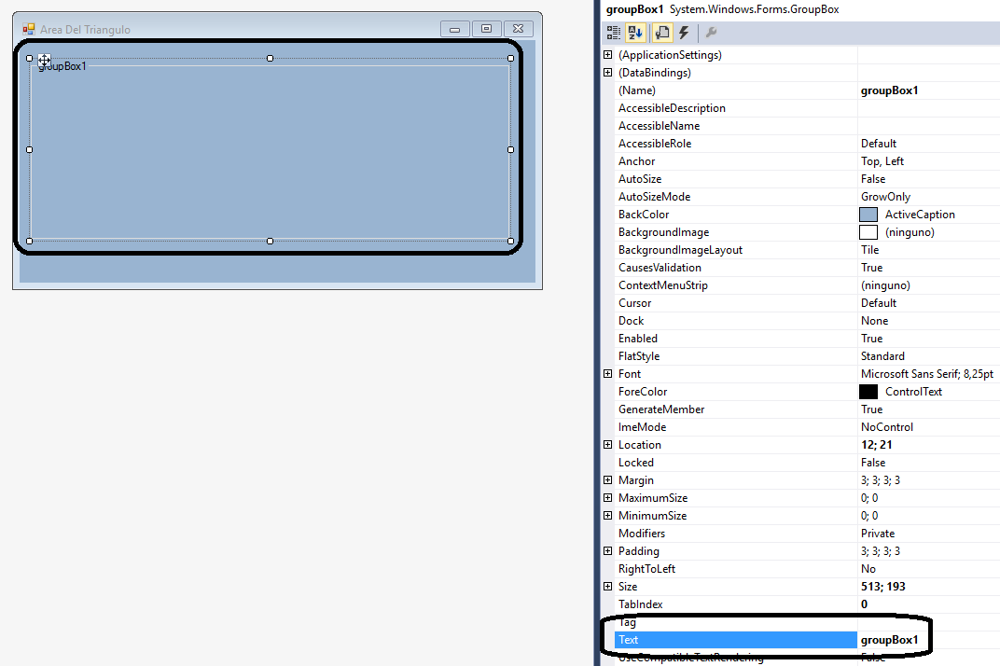 Area Del Triangulo
groupBox1
groupBox1 System.Windows.Forms.GroupBox
(ApplicationSettings)
(DataBindings)
(Name) groupBox1
AccessibleDescription
AccessibleName
AccessibleRole Default
Anchor Top, Left
AutoSize False
AutoSizeMode GrowOnly
BackColor ActiveCaption
BackgroundImage (ninguno)
BackgroundImageLayout Tile
CausesValidation True
ContextMenuStrip (ninguno)
Cursor Default
Dock None
Enabled True
FlatStyle Standard
Font Microsoft Sans Serif; 8,25pt
ForeColor ControlText
GenerateMember True
ImeMode NoControl
Location 12; 21
Locked False
Margin 3; 3; 3; 3
MaximumSize 0; 0
MinimumSize 0; 0
Modifiers Private
Padding 3; 3; 3; 3
RightToLeft No
Size 513; 193
TabIndex 0
Tag
Text groupBox1
UseCompatibleTextRendering False